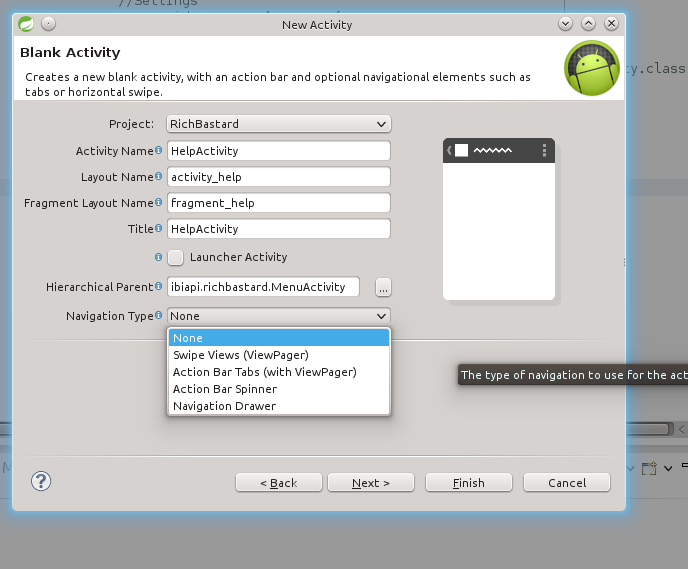 //Settings
New Activity
Blank Activity
Creates a new blank activity, with an action bar and optional navigational elements such as
tabs or horizontal swipe.
ty.class
Project:
RichBastard
Activity Name
HelpActivity
Layout Name
activity_help
Fragment Layout Name
fragment_help
Title
HelpActivity
Launcher Activity
Hierarchical Parent
ibiapi.richbastard.MenuActivity
...
Navigation Type
None
None
Swipe Views (ViewPager)
Action Bar Tabs (with ViewPager)
Action Bar Spinner
Navigation Drawer
The type of navigation to use for the act
M
?
< Back
Next >
Finish
Cancel